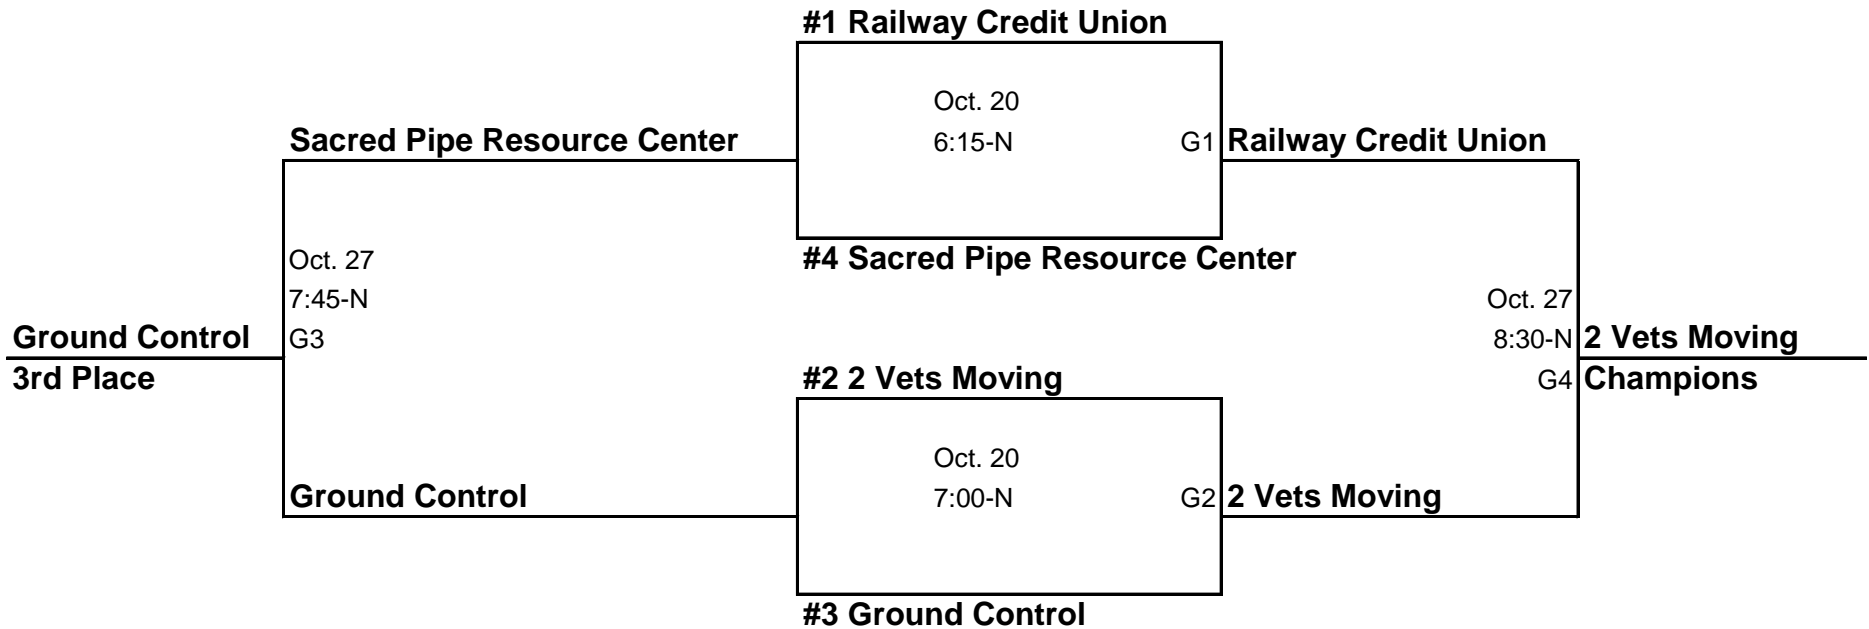 #1 Railway Credit Union
Oct. 20
Sacred Pipe Resource Center
6:15-N
G1
Railway Credit Union
Oct. 27
#4 Sacred Pipe Resource Center
7:45-N
Oct. 27
Ground Control
G3
8:30-N
2 Vets Moving
3rd Place
#2 2 Vets Moving
G4
Champions
Oct. 20
Ground Control
7:00-N
G2
2 Vets Moving
#3 Ground Control